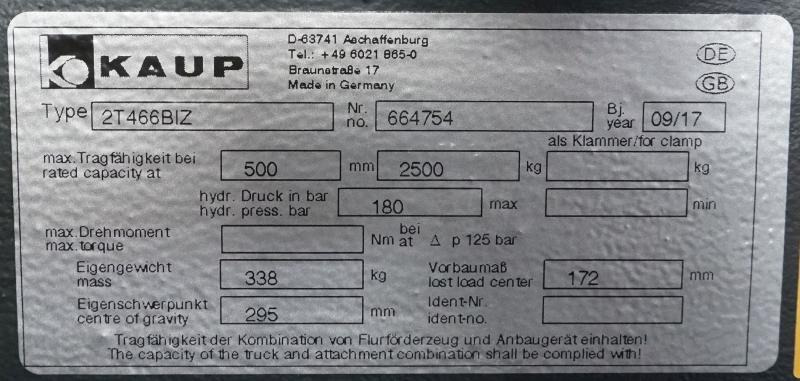 KAUP
D-63741 Aschaffenburg
Tel.: +49 6021 865-0
Braunstraße 17
Made in Germany
DE
GB
Type 2T466BIZ Nr. no. 664754 Bj. year 09/17
als Klammer/for clamp
max.Tragfähigkeit bei
rated capacity at 500 mm 2500 kg kg
hydr. Druck in bar
hydr. press. bar 180 max min
max.Drehmoment
max.torque Nm bei at Δ p 125 bar
Eigengewicht
mass 338 kg
Vorbaumaß
lost load center 172 mm
Eigenschwerpunkt
centre of gravity 295 mm
Ident-Nr.
ident-no.
Tragfähigkeit der Kombination von Flurförderzeug und Anbaugerät einhalten!
The capacity of the truck and attachment combination shall be complied with!